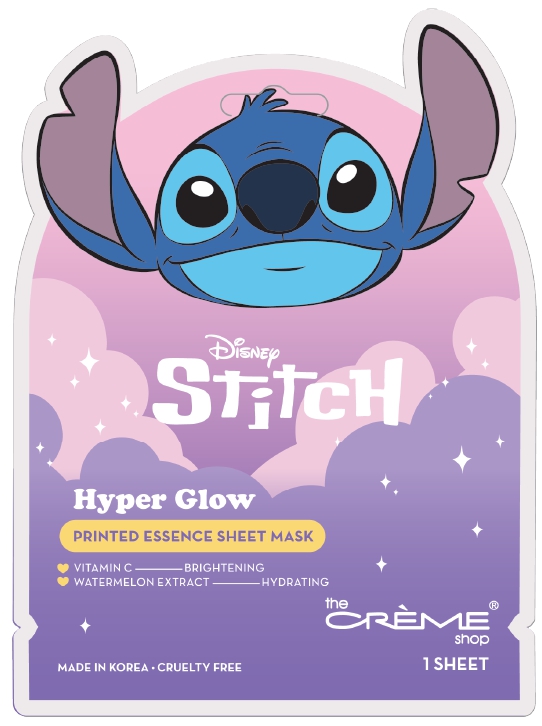 Disney
Stitch
Hyper Glow
PRINTED ESSENCE SHEET MASK
VITAMIN C BRIGHTENING
WATERMELON EXTRACT HYDRATING
the
CRÈME®
shop
MADE IN KOREA • CRUELTY FREE
1 SHEET